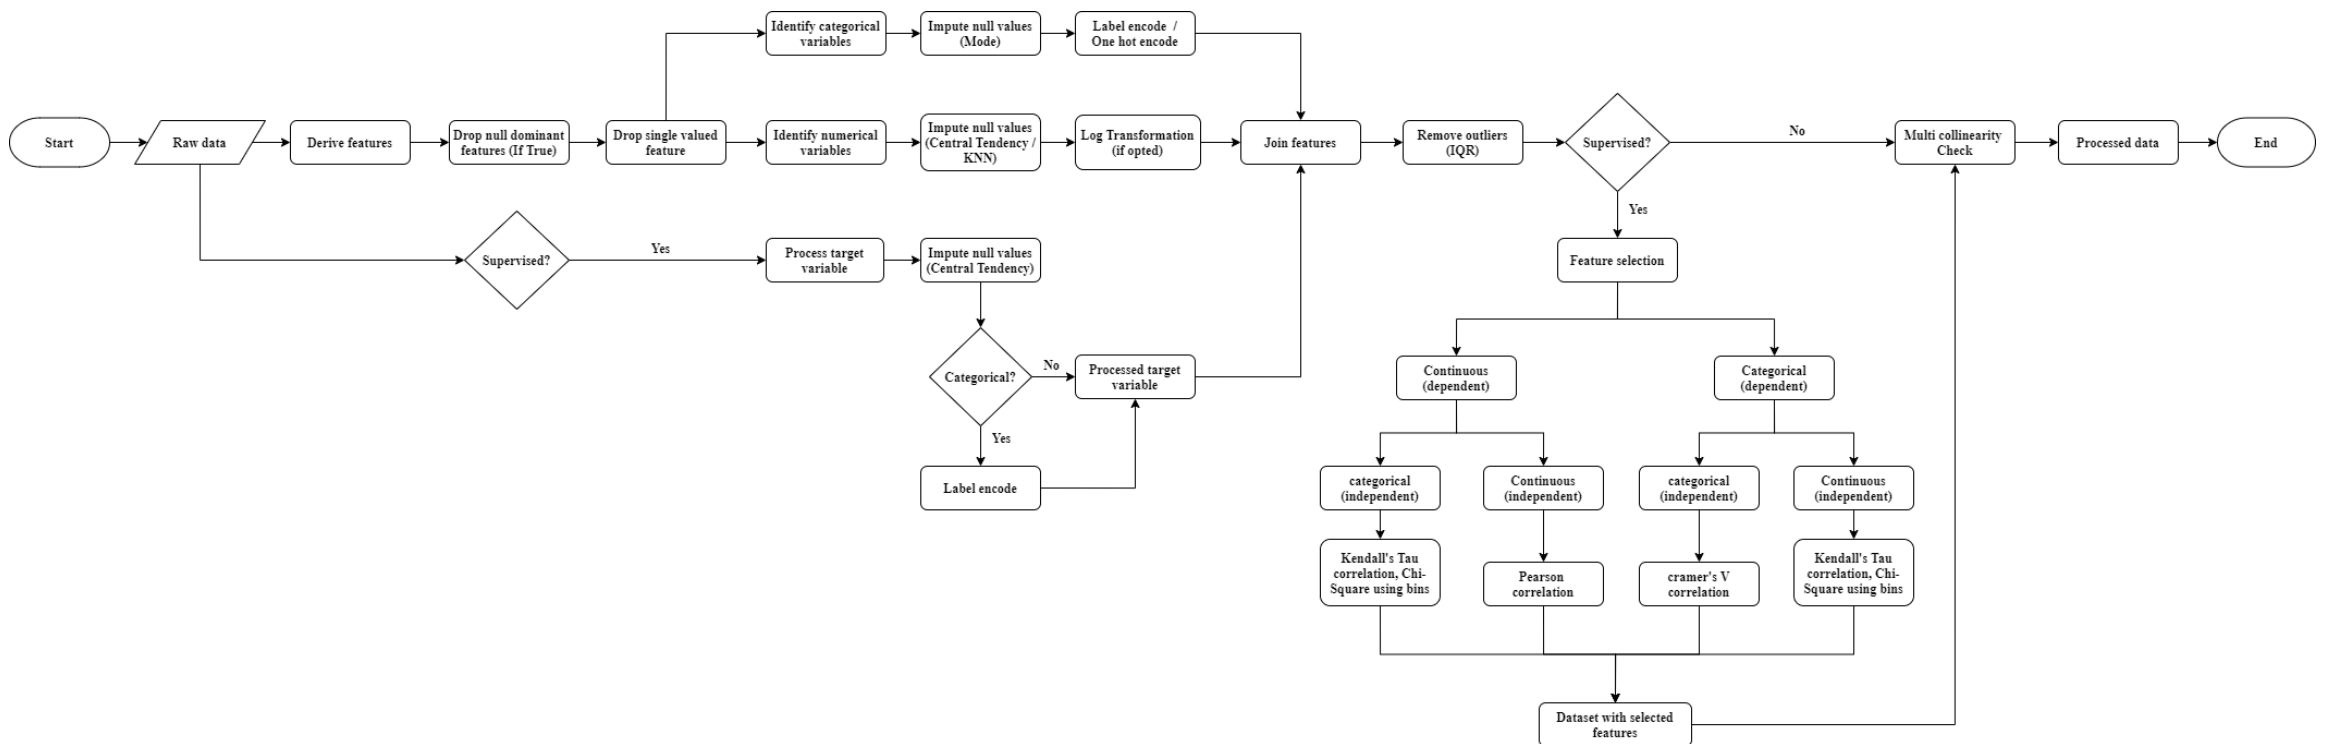 Identify categorical
variables
Impute null values
(Mode)
Label encode /
One hot encode
Start
Raw data
Derive features
Drop null dominant
features (If True)
Drop single valued
feature
Identify numerical
variables
Impute null values
(Central Tendency /
KNN)
Log Transformation
(if opted)
Join features
Remove outliers
(IQR)
Supervised?
No
Multi collinearity
Check
Processed data
End
Yes
Supervised?
Yes
Process target
variable
Impute null values
(Central Tendency)
Feature selection
Categorical?
No
Processed target
variable
Yes
Label encode
Continuous
(dependent)
Categorical
(dependent)
categorical
(independent)
Continuous
(independent)
categorical
(independent)
Continuous
(independent)
Kendall's Tau
correlation, Chi-
Square using bins
Pearson
correlation
cramer's V
correlation
Kendall's Tau
correlation, Chi-
Square using bins
Dataset with selected
features